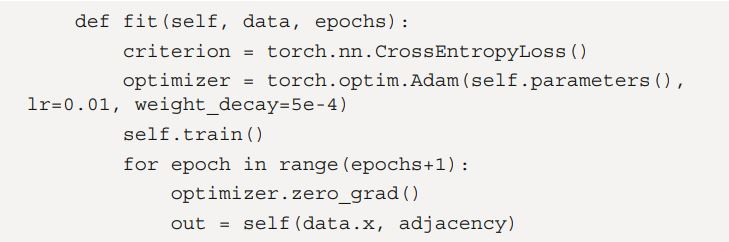 def fit(self, data, epochs):
criterion = torch.nn.CrossEntropyLoss()
optimizer = torch.optim.Adam(self.parameters(),
lr=0.01, weight_decay=5e-4)
self.train()
for epoch in range(epochs+1):
optimizer.zero_grad()
out = self(data.x, adjacency)